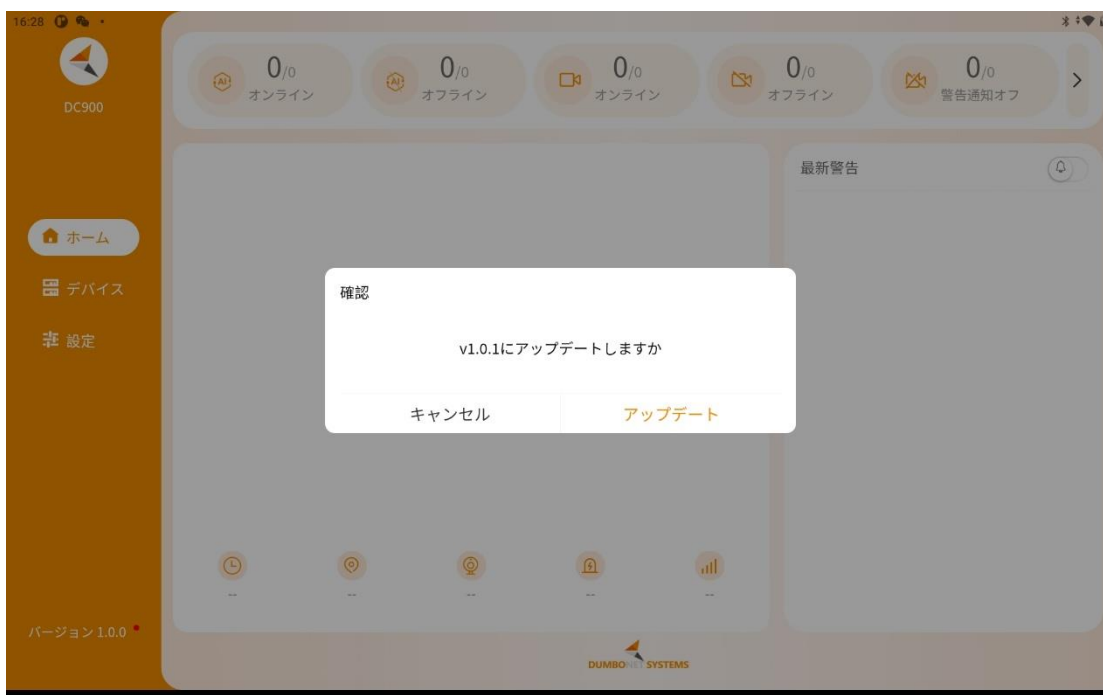 16:28
DC900
0/0
オンライン
0/0
オフライン
0/0
オンライン
0/0
オフライン
0/0
警告通知オフ
最新警告
ホーム
デバイス
設定
確認
v1.0.1にアップデートしますか
キャンセル
アップデート
--
--
--
--
--
バージョン 1.0.0
DUMBONET SYSTEMS